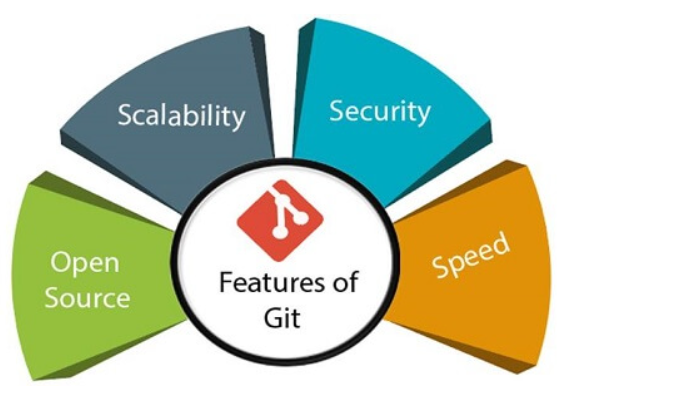 Scalability
Security
Open
Source
Speed
Features of
Git